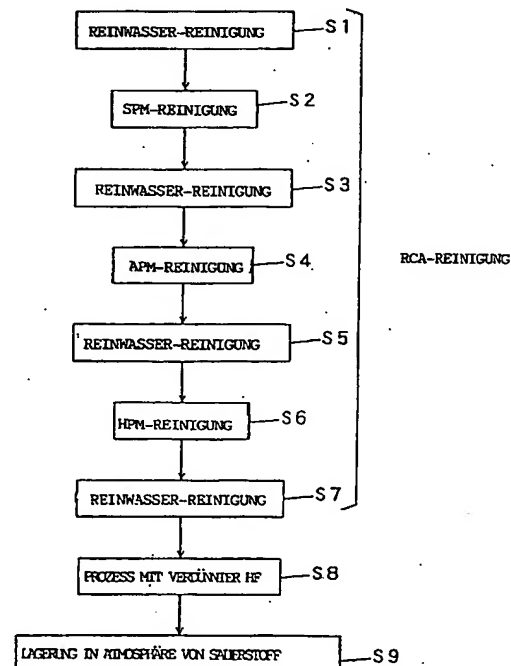 REINWASSER-REINIGUNG S1
SPM-REINIGUNG S2
REINWASSER-REINIGUNG S3
APM-REINIGUNG S4
RCA-REINIGUNG
REINWASSER-REINIGUNG S5
HPM-REINIGUNG S6
REINWASSER-REINIGUNG S7
PROZESS MIT VERDÜNNTER HF S8
LAGERUNG IN ATMOSPHÄRE VON SAUERSTOFF S9